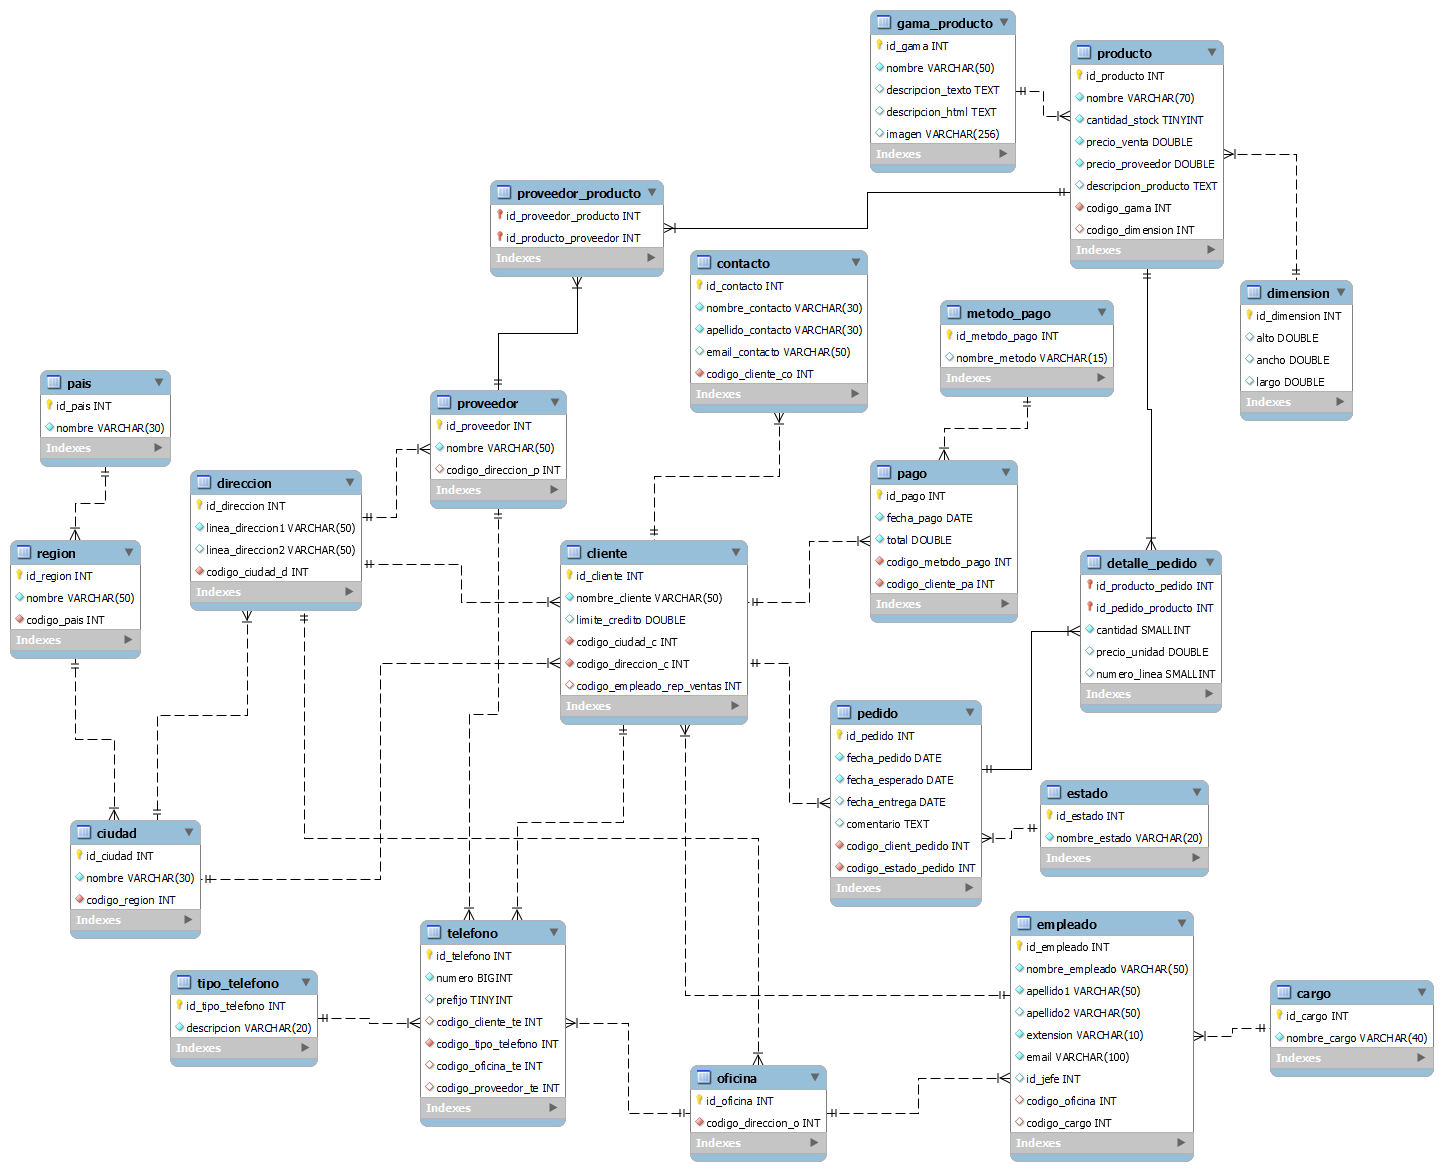 gama_producto
id_gama INT
nombre VARCHAR(50)
descripcion_texto TEXT
descripcion_html TEXT
imagen VARCHAR(256)
Indexes
producto
id_producto INT
nombre VARCHAR(70)
cantidad_stock TINYINT
precio_venta DOUBLE
precio_proveedor DOUBLE
descripcion_producto TEXT
codigo_gama INT
codigo_dimension INT
Indexes
proveedor_producto
id_proveedor_producto INT
id_producto_proveedor INT
Indexes
contacto
id_contacto INT
nombre_contacto VARCHAR(30)
apellido_contacto VARCHAR(30)
email_contacto VARCHAR(50)
codigo_cliente_co INT
Indexes
metodo_pago
id_metodo_pago INT
nombre_metodo VARCHAR(15)
Indexes
dimension
id_dimension INT
alto DOUBLE
ancho DOUBLE
largo DOUBLE
Indexes
pais
id_pais INT
nombre VARCHAR(30)
Indexes
proveedor
id_proveedor INT
nombre VARCHAR(50)
codigo_direccion_p INT
Indexes
direccion
id_direccion INT
linea_direccion1 VARCHAR(50)
linea_direccion2 VARCHAR(50)
codigo_ciudad_d INT
Indexes
pago
id_pago INT
fecha_pago DATE
total DOUBLE
codigo_metodo_pago INT
codigo_cliente_pa INT
Indexes
region
id_region INT
nombre VARCHAR(50)
codigo_pais INT
Indexes
cliente
id_cliente INT
nombre_cliente VARCHAR(50)
limite_credito DOUBLE
codigo_ciudad_c INT
codigo_direccion_c INT
codigo_empleado_rep_ventas INT
Indexes
detalle_pedido
id_producto_pedido INT
id_pedido_producto INT
cantidad SMALLINT
precio_unidad DOUBLE
numero_linea SMALLINT
Indexes
pedido
id_pedido INT
fecha_pedido DATE
fecha_esperado DATE
fecha_entrega DATE
comentario TEXT
codigo_client_pedido INT
codigo_estado_pedido INT
Indexes
estado
id_estado INT
nombre_estado VARCHAR(20)
Indexes
ciudad
id_ciudad INT
nombre VARCHAR(30)
codigo_region INT
Indexes
telefono
id_telefono INT
numero BIGINT
prefijo TINYINT
codigo_cliente_te INT
codigo_tipo_telefono INT
codigo_oficina_te INT
codigo_proveedor_te INT
Indexes
tipo_telefono
id_tipo_telefono INT
descripcion VARCHAR(20)
Indexes
empleado
id_empleado INT
nombre_empleado VARCHAR(50)
apellido1 VARCHAR(50)
apellido2 VARCHAR(50)
extension VARCHAR(10)
email VARCHAR(100)
id_jefe INT
codigo_oficina INT
codigo_cargo INT
Indexes
cargo
id_cargo INT
nombre_cargo VARCHAR(40)
Indexes
oficina
id_oficina INT
codigo_direccion_o INT
Indexes